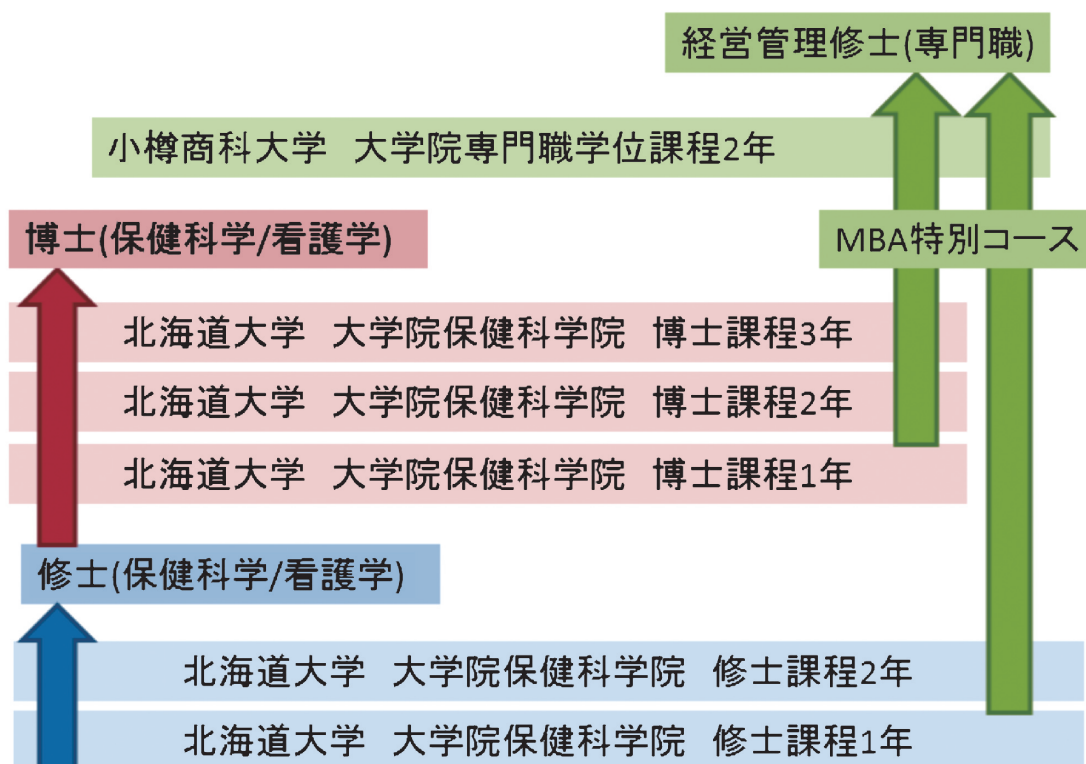 経営管理修士(専門職)
小樽商科大学 大学院専門職学位課程2年
博士(保健科学/看護学)
MBA特別コース
北海道大学 大学院保健科学院 博士課程3年
北海道大学 大学院保健科学院 博士課程2年
北海道大学 大学院保健科学院 博士課程1年
修士(保健科学/看護学)
北海道大学 大学院保健科学院 修士課程2年
北海道大学 大学院保健科学院 修士課程1年